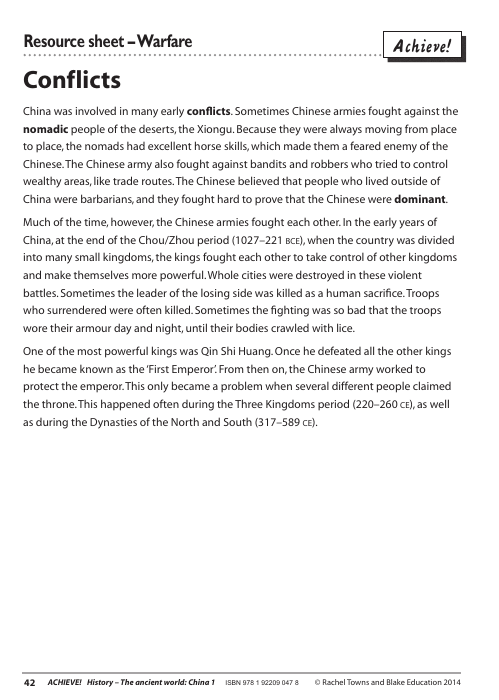 Resource sheet – Warfare
Achieve!
Conflicts
China was involved in many early conflicts. Sometimes Chinese armies fought against the
nomadic people of the deserts, the Xiongu. Because they were always moving from place
to place, the nomads had excellent horse skills, which made them a feared enemy of the
Chinese. The Chinese army also fought against bandits and robbers who tried to control
wealthy areas, like trade routes. The Chinese believed that people who lived outside of
China were barbarians, and they fought hard to prove that the Chinese were dominant.
Much of the time, however, the Chinese armies fought each other. In the early years of
China, at the end of the Chou/Zhou period (1027–221 BCE), when the country was divided
into many small kingdoms, the kings fought each other to take control of other kingdoms
and make themselves more powerful. Whole cities were destroyed in these violent
battles. Sometimes the leader of the losing side was killed as a human sacrifice. Troops
who surrendered were often killed. Sometimes the fighting was so bad that the troops
wore their armour day and night, until their bodies crawled with lice.
One of the most powerful kings was Qin Shi Huang. Once he defeated all the other kings
he became known as the ‘First Emperor’. From then on, the Chinese army worked to
protect the emperor. This only became a problem when several different people claimed
the throne. This happened often during the Three Kingdoms period (220–260 CE), as well
as during the Dynasties of the North and South (317–589 CE).
42 ACHIEVE! History – The ancient world: China 1 ISBN 978 1 92209 047 8 © Rachel Towns and Blake Education 2014